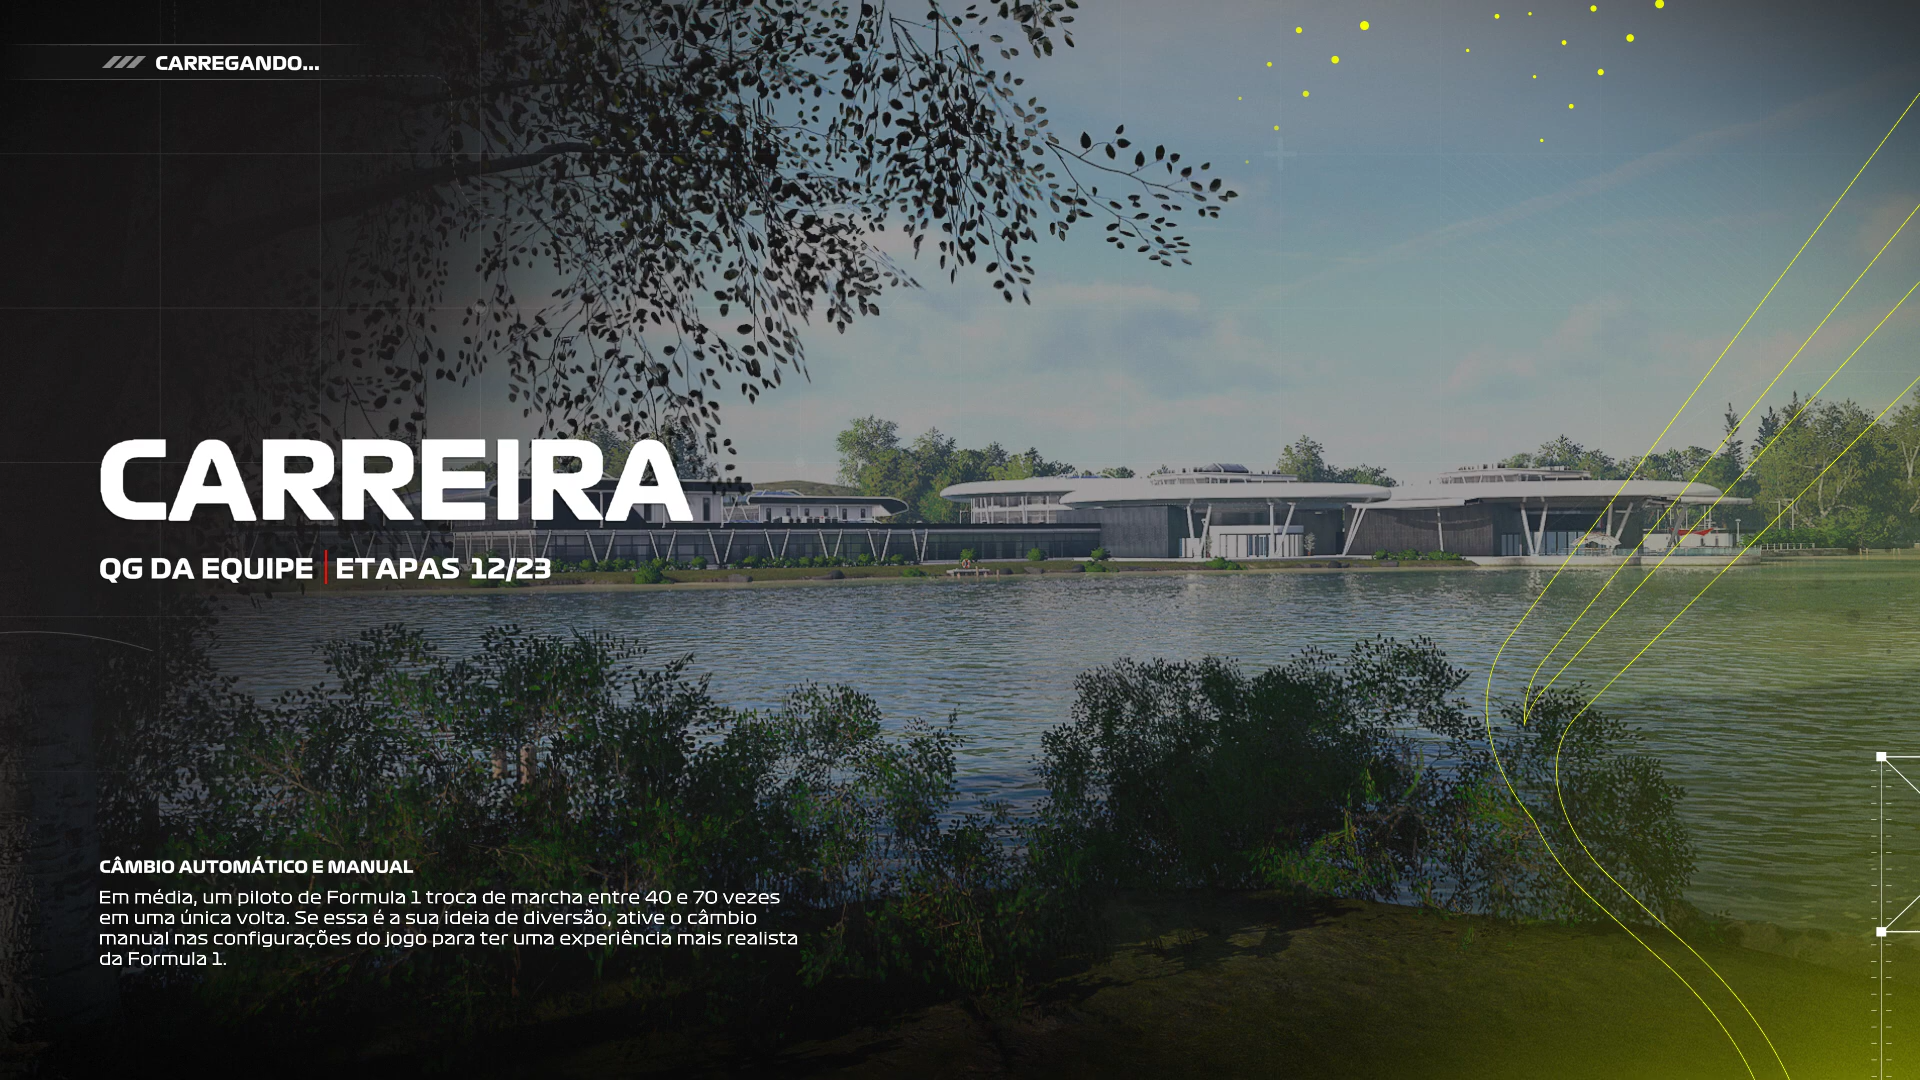 CARREGANDO...
CARREIRA
QG DA EQUIPE | ETAPAS 12/23
CÂMBIO AUTOMÁTICO E MANUAL
Em média, um piloto de Formula 1 troca de marcha entre 40 e 70 vezes
em uma única volta. Se essa é a sua ideia de diversão, ative o câmbio
manual nas configurações do jogo para ter uma experiência mais realista
da Formula 1.